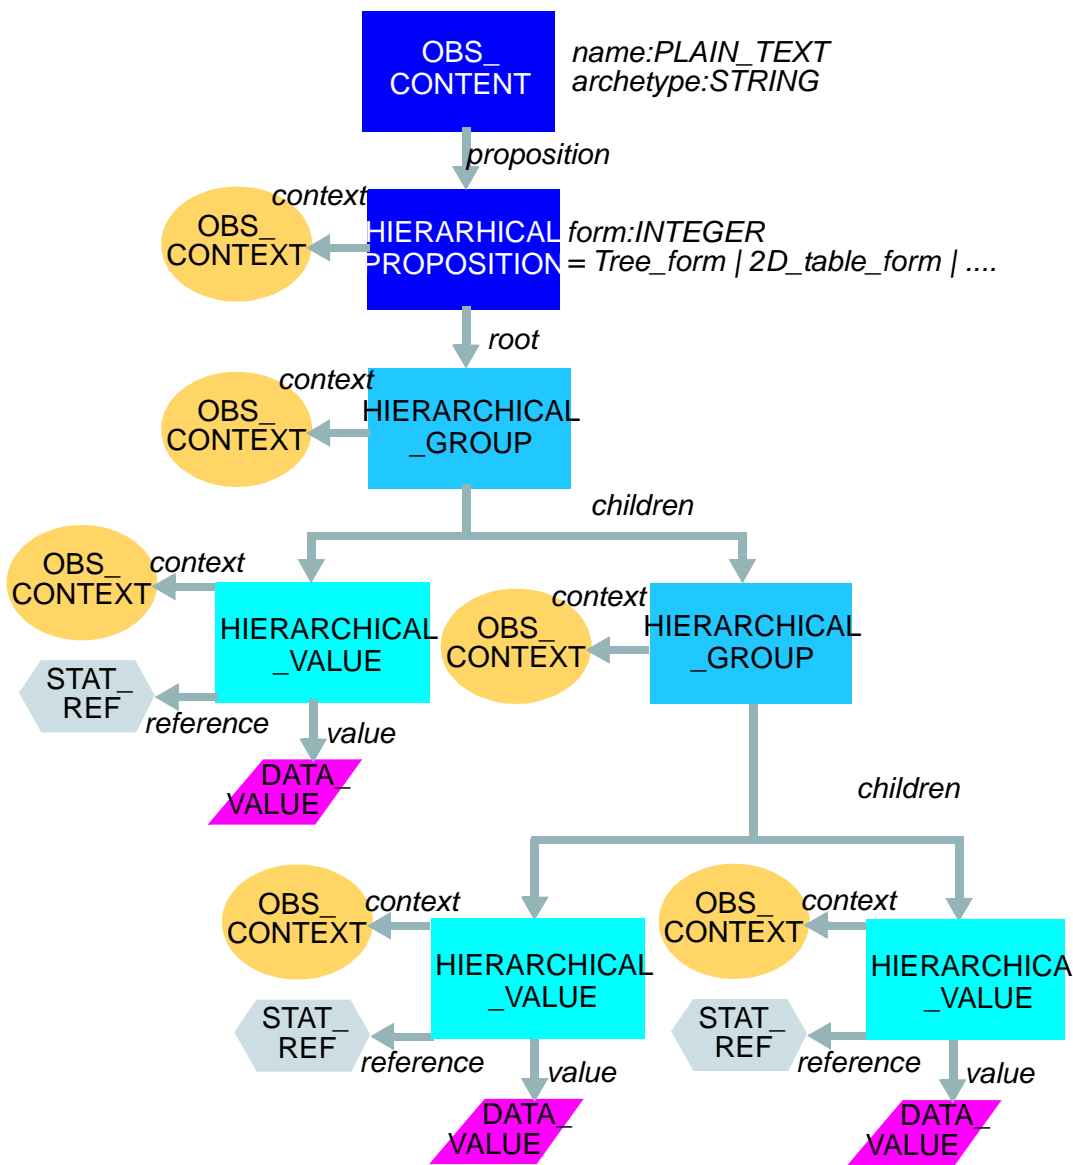 OBS_
CONTENT
name:PLAIN_TEXT
archetype:STRING
proposition
context
OBS_
CONTEXT
HIERARHICAL
PROPOSITION
form:INTEGER
= Tree_form | 2D_table_form | ....
root
context
OBS_
CONTEXT
HIERARCHICAL
_GROUP
children
OBS_
CONTEXT
context
HIERARCHICAL
_VALUE
STAT_
REF
reference
value
DATA_
VALUE
context
OBS_
CONTEXT
HIERARCHICAL
_GROUP
children
OBS_
CONTEXT
context
HIERARCHICAL
_VALUE
STAT_
REF
reference
value
DATA_
VALUE
OBS_
CONTEXT
context
HIERARCHICA
_VALUE
STAT_
REF
reference
value
DATA_
VALUE